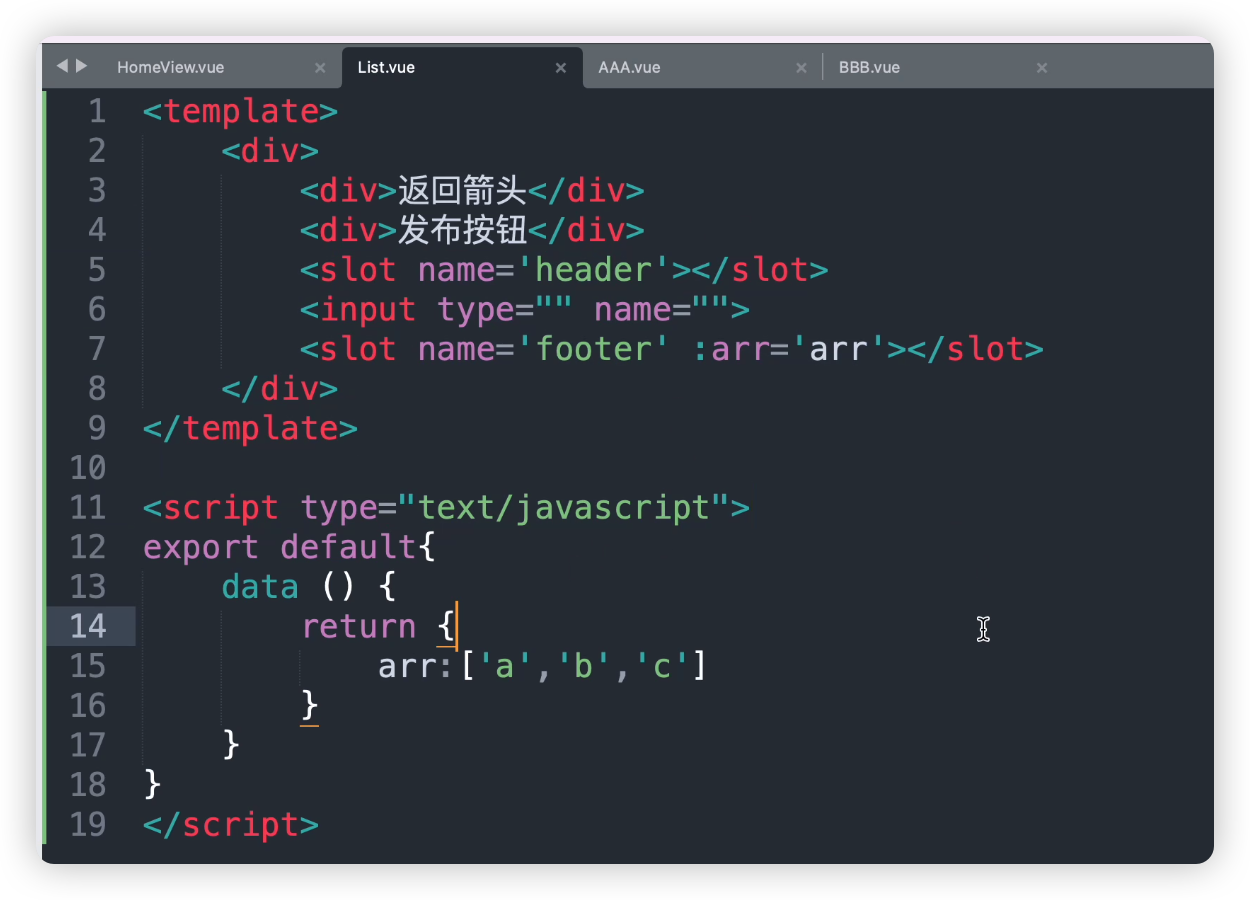 HomeView.vue × List.vue × AAA.vue × BBB.vue ×
1 <template>
2 <div>
3 <div>返回箭头</div>
4 <div>发布按钮</div>
5 <slot name='header'></slot>
6 <input type="" name="">
7 <slot name='footer' :arr='arr'></slot>
8 </div>
9 </template>
10
11 <script type="text/javascript">
12 export default{
13 data () {
14 return {
15 arr:['a','b','c']
16 }
17 }
18 }
19 </script>